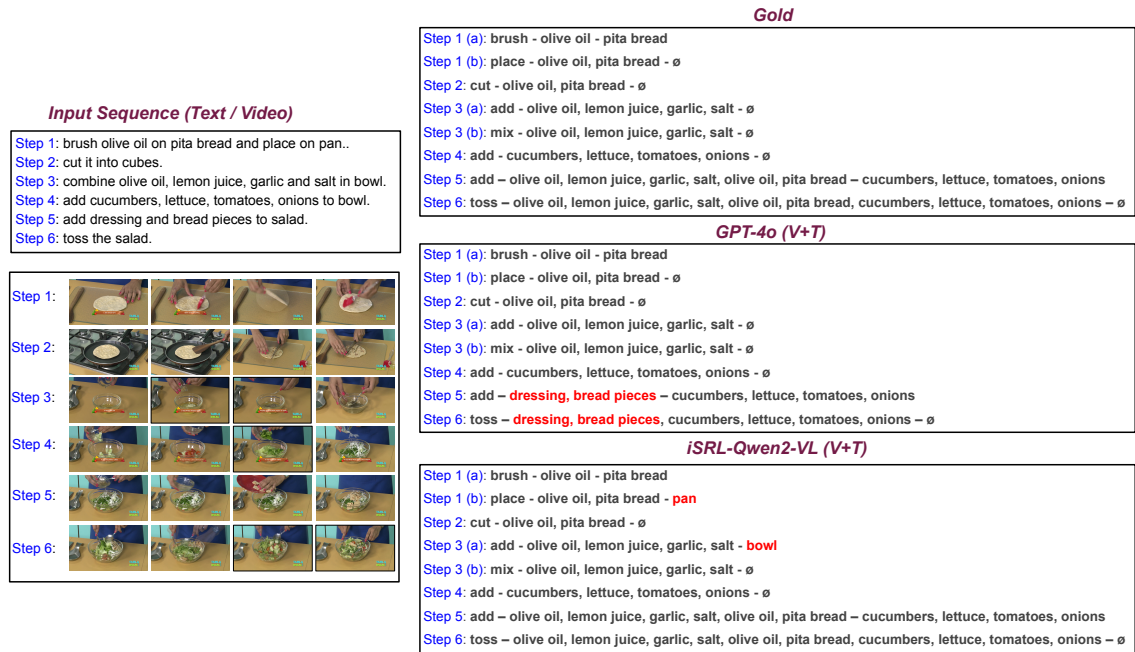 Input Sequence (Text / Video)
Step 1: brush olive oil on pita bread and place on pan..
Step 2: cut it into cubes.
Step 3: combine olive oil, lemon juice, garlic and salt in bowl.
Step 4: add cucumbers, lettuce, tomatoes, onions to bowl.
Step 5: add dressing and bread pieces to salad.
Step 6: toss the salad.
Step 1:
Step 2:
Step 3:
Step 4:
Step 5:
Step 6:
Gold
Step 1 (a): brush - olive oil - pita bread
Step 1 (b): place - olive oil, pita bread - ø
Step 2: cut - olive oil, pita bread - ø
Step 3 (a): add - olive oil, lemon juice, garlic, salt - ø
Step 3 (b): mix - olive oil, lemon juice, garlic, salt - ø
Step 4: add - cucumbers, lettuce, tomatoes, onions - ø
Step 5: add – olive oil, lemon juice, garlic, salt, olive oil, pita bread – cucumbers, lettuce, tomatoes, onions
Step 6: toss – olive oil, lemon juice, garlic, salt, olive oil, pita bread, cucumbers, lettuce, tomatoes, onions – ø
GPT-4o (V+T)
Step 1 (a): brush - olive oil - pita bread
Step 1 (b): place - olive oil, pita bread - ø
Step 2: cut - olive oil, pita bread - ø
Step 3 (a): add - olive oil, lemon juice, garlic, salt - ø
Step 3 (b): mix - olive oil, lemon juice, garlic, salt - ø
Step 4: add - cucumbers, lettuce, tomatoes, onions - ø
Step 5: add – dressing, bread pieces – cucumbers, lettuce, tomatoes, onions
Step 6: toss – dressing, bread pieces, cucumbers, lettuce, tomatoes, onions – ø
iSRL-Qwen2-VL (V+T)
Step 1 (a): brush - olive oil - pita bread
Step 1 (b): place - olive oil, pita bread - pan
Step 2: cut - olive oil, pita bread - ø
Step 3 (a): add - olive oil, lemon juice, garlic, salt - bowl
Step 3 (b): mix - olive oil, lemon juice, garlic, salt - ø
Step 4: add - cucumbers, lettuce, tomatoes, onions - ø
Step 5: add – olive oil, lemon juice, garlic, salt, olive oil, pita bread – cucumbers, lettuce, tomatoes, onions
Step 6: toss – olive oil, lemon juice, garlic, salt, olive oil, pita bread, cucumbers, lettuce, tomatoes, onions – ø